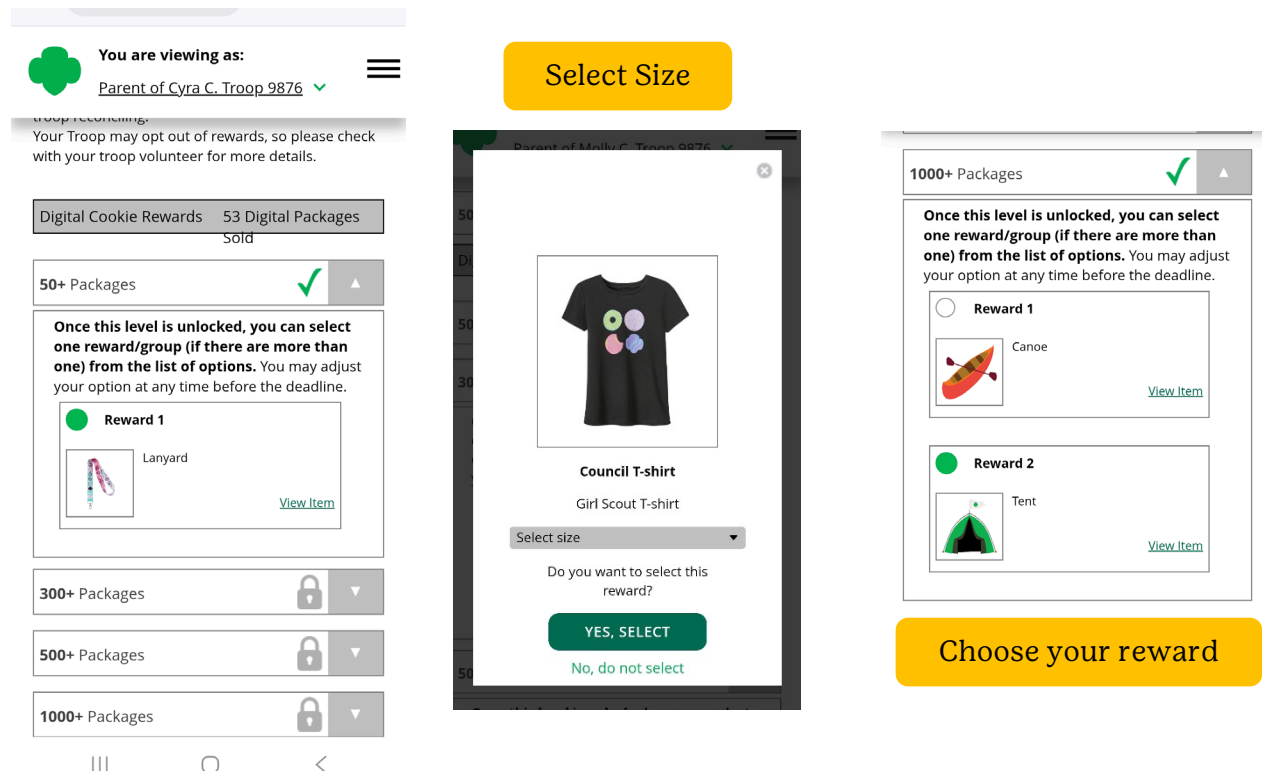 You are viewing as:
Parent of Cyra C. Troop 9876
troop reconciling.
Your Troop may opt out of rewards, so please check
with your troop volunteer for more details.
Digital Cookie Rewards 53 Digital Packages
Sold
50+ Packages
Once this level is unlocked, you can select
one reward/group (if there are more than
one) from the list of options. You may adjust
your option at any time before the deadline.
Reward 1
Lanyard
View Item
300+ Packages
500+ Packages
1000+ Packages
Select Size
Parent of Molly C. Troop 9876
50
Di
50
30
Council T-shirt
Girl Scout T-shirt
Select size
Do you want to select this
reward?
YES, SELECT
No, do not select
50
1000+ Packages
Once this level is unlocked, you can select
one reward/group (if there are more than
one) from the list of options. You may adjust
your option at any time before the deadline.
Reward 1
Canoe
View Item
Reward 2
Tent
View Item
Choose your reward